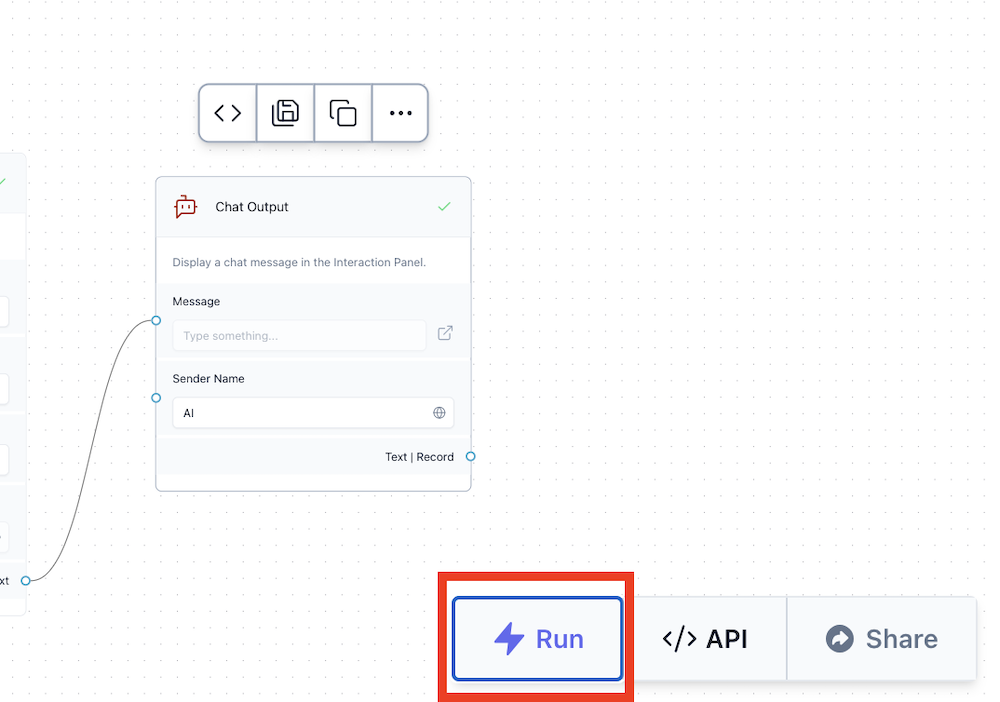 Chat Output
Display a chat message in the Interaction Panel.
Message
Type something...
Sender Name
AI
Text | Record
xt
Run
</> API
Share